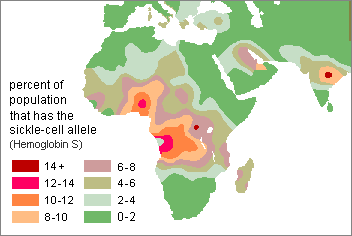 percent of
population
that has the
sickle-cell allele
(Hemoglobin S)
14+ 6-8
12-14 4-6
10-12 2-4
8-10 0-2